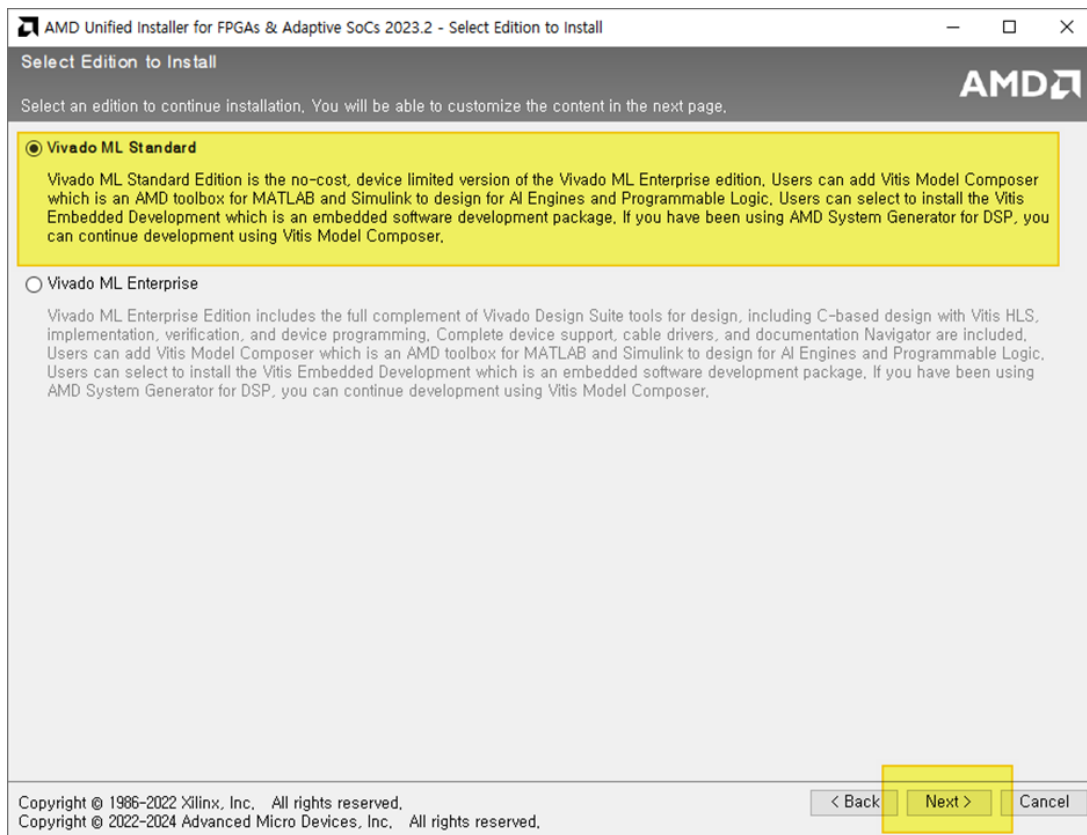 AMD Unified Installer for FPGAs & Adaptive SoCs 2023.2 - Select Edition to Install
Select Edition to Install
AMD
Select an edition to continue installation. You will be able to customize the content in the next page.
Vivado ML Standard
Vivado ML Standard Edition is the no-cost, device limited version of the Vivado ML Enterprise edition. Users can add Vitis Model Composer
which is an AMD toolbox for MATLAB and Simulink to design for AI Engines and Programmable Logic. Users can select to install the Vitis
Embedded Development which is an embedded software development package. If you have been using AMD System Generator for DSP, you
can continue development using Vitis Model Composer.
Vivado ML Enterprise
Vivado ML Enterprise Edition includes the full complement of Vivado Design Suite tools for design, including C-based design with Vitis HLS,
implementation, verification, and device programming. Complete device support, cable drivers, and documentation Navigator are included.
Users can add Vitis Model Composer which is an AMD toolbox for MATLAB and Simulink to design for AI Engines and Programmable Logic.
Users can select to install the Vitis Embedded Development which is an embedded software development package. If you have been using
AMD System Generator for DSP, you can continue development using Vitis Model Composer.
Copyright © 1986-2022 Xilinx, Inc. All rights reserved.
Copyright © 2022-2024 Advanced Micro Devices, Inc. All rights reserved.
< Back Next > Cancel